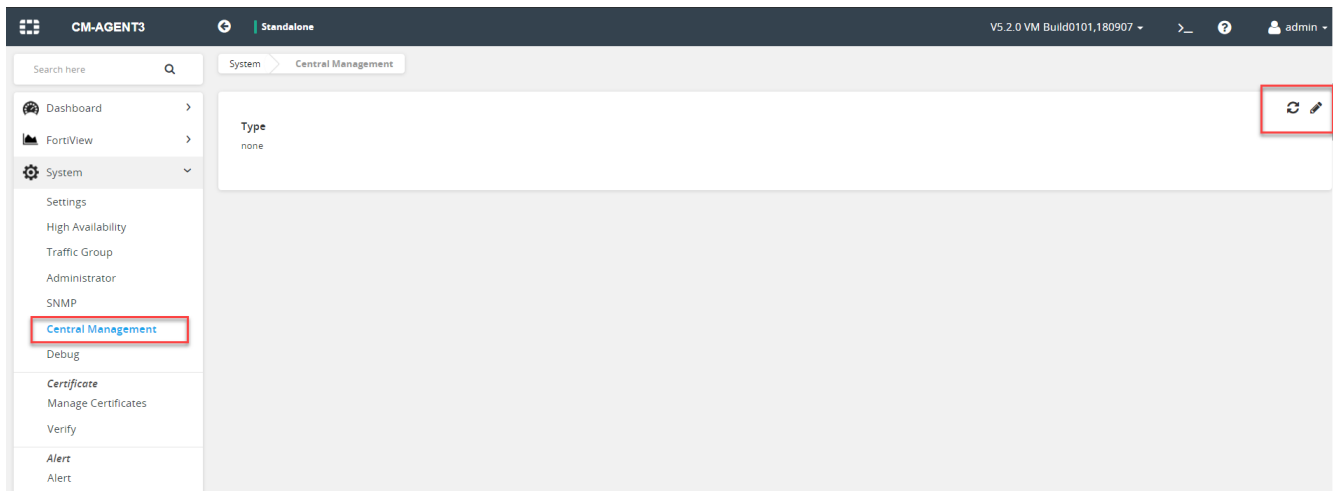 CM-AGENT3
Standalone
V5.2.0 VM Build0101,180907
>_
?
admin
Search here
System
Central Management
Dashboard
FortiView
System
Settings
High Availability
Traffic Group
Administrator
SNMP
Central Management
Debug
Certificate
Manage Certificates
Verify
Alert
Alert
Type
none